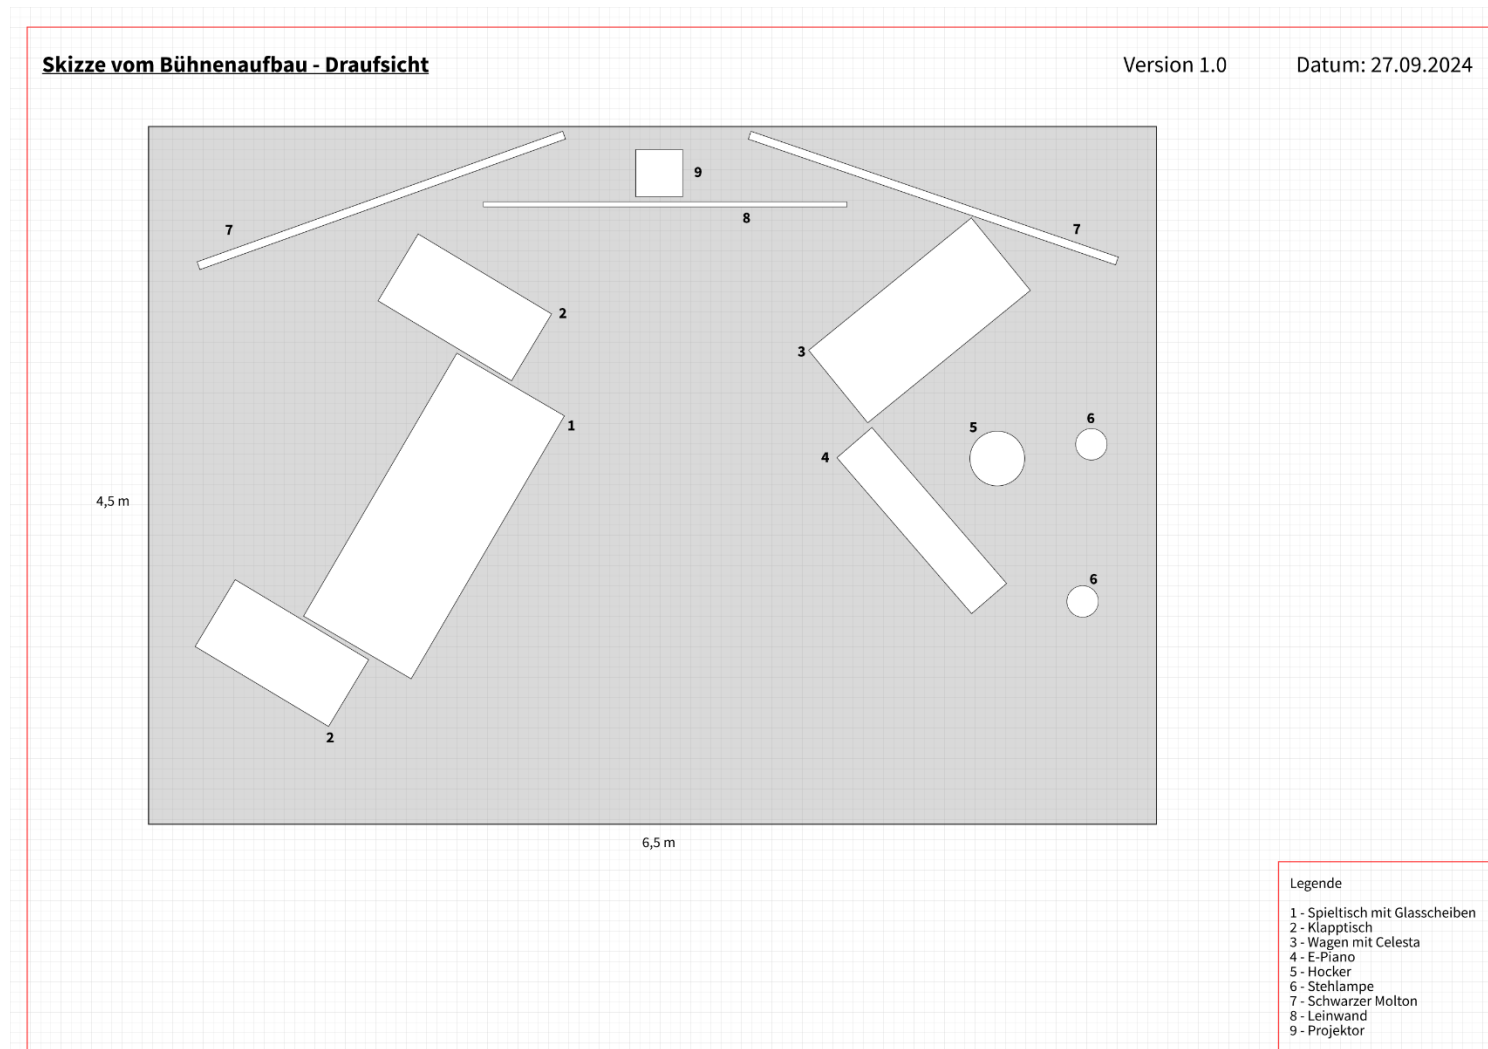 Skizze vom Bühnenaufbau - Draufsicht
Version 1.0
Datum: 27.09.2024
9
8
7
7
2
3
1
5
6
4
4,5 m
6
2
6,5 m
Legende
1 - Spieltisch mit Glasscheiben
2 - Klapptisch
3 - Wagen mit Celesta
4 - E-Piano
5 - Hocker
6 - Stehlampe
7 - Schwarzer Molton
8 - Leinwand
9 - Projektor